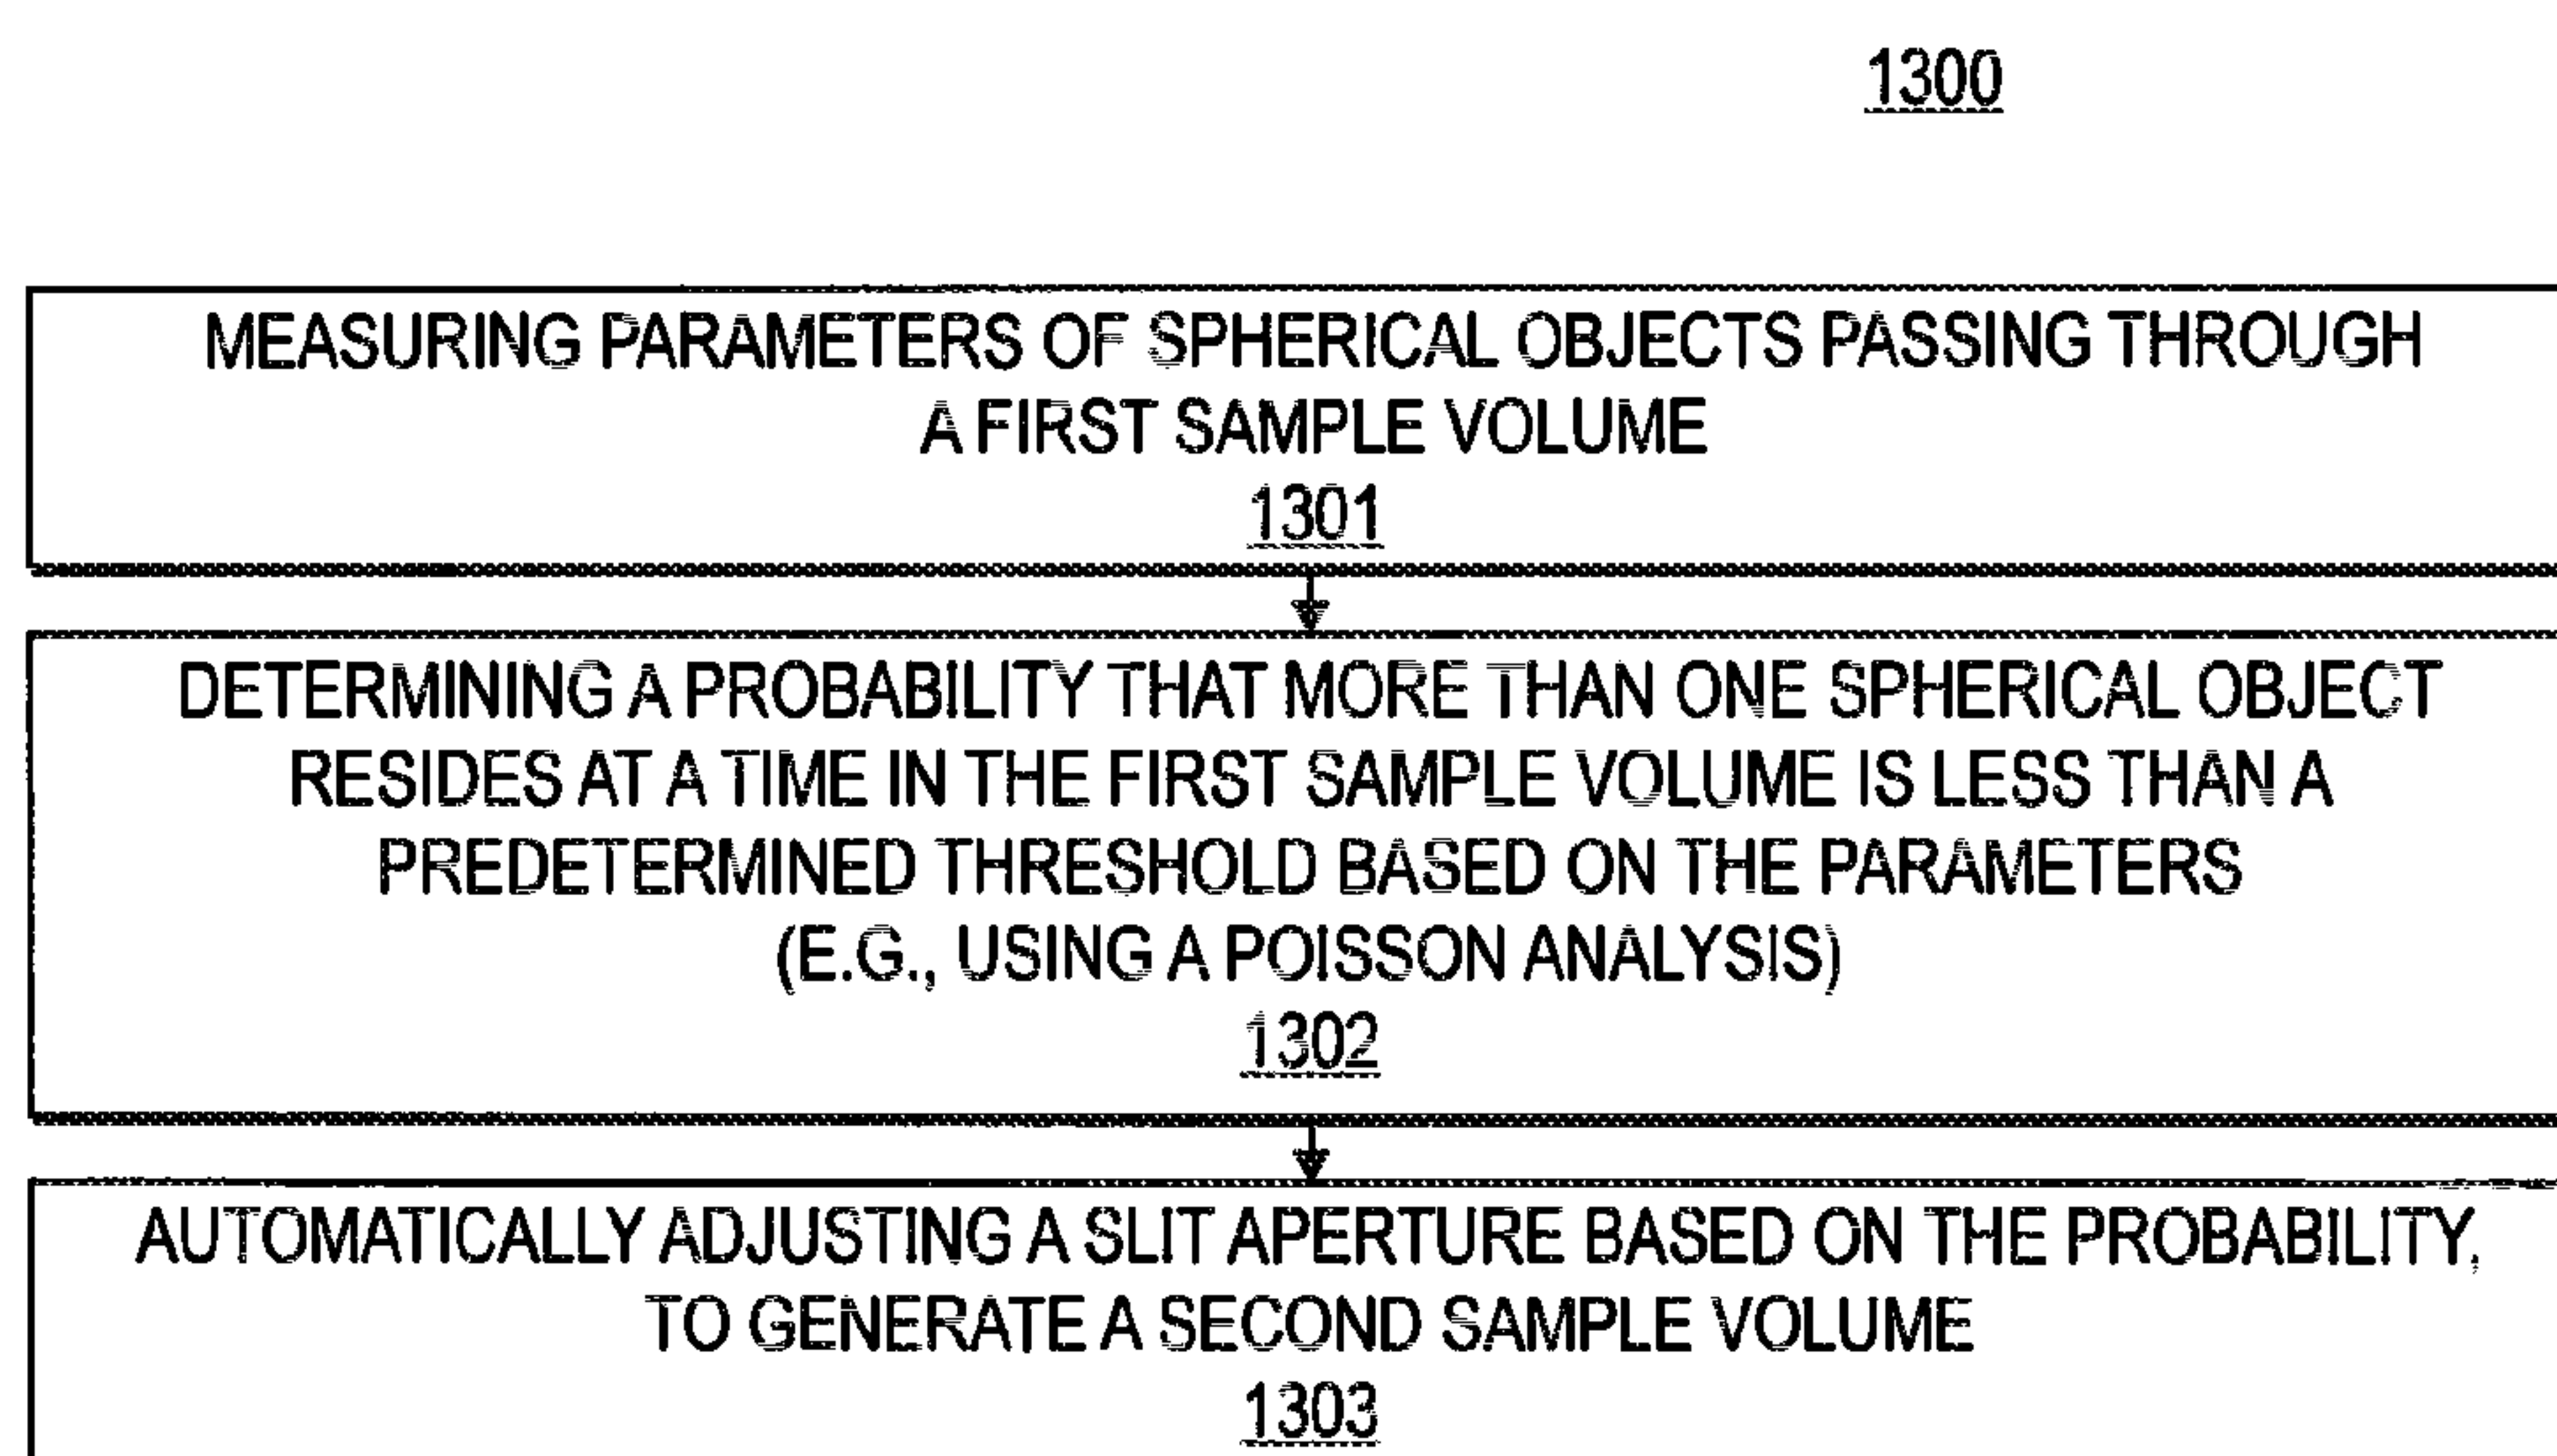 1300
MEASURING PARAMETERS OF SPHERICAL OBJECTS PASSING THROUGH
A FIRST SAMPLE VOLUME
1301
DETERMINING A PROBABILITY THAT MORE THAN ONE SPHERICAL OBJECT
RESIDES AT A TIME IN THE FIRST SAMPLE VOLUME IS LESS THAN A
PREDETERMINED THRESHOLD BASED ON THE PARAMETERS
(E.G., USING A POISSON ANALYSIS)
1302
AUTOMATICALLY ADJUSTING A SLIT APERTURE BASED ON THE PROBABILITY,
TO GENERATE A SECOND SAMPLE VOLUME
1303